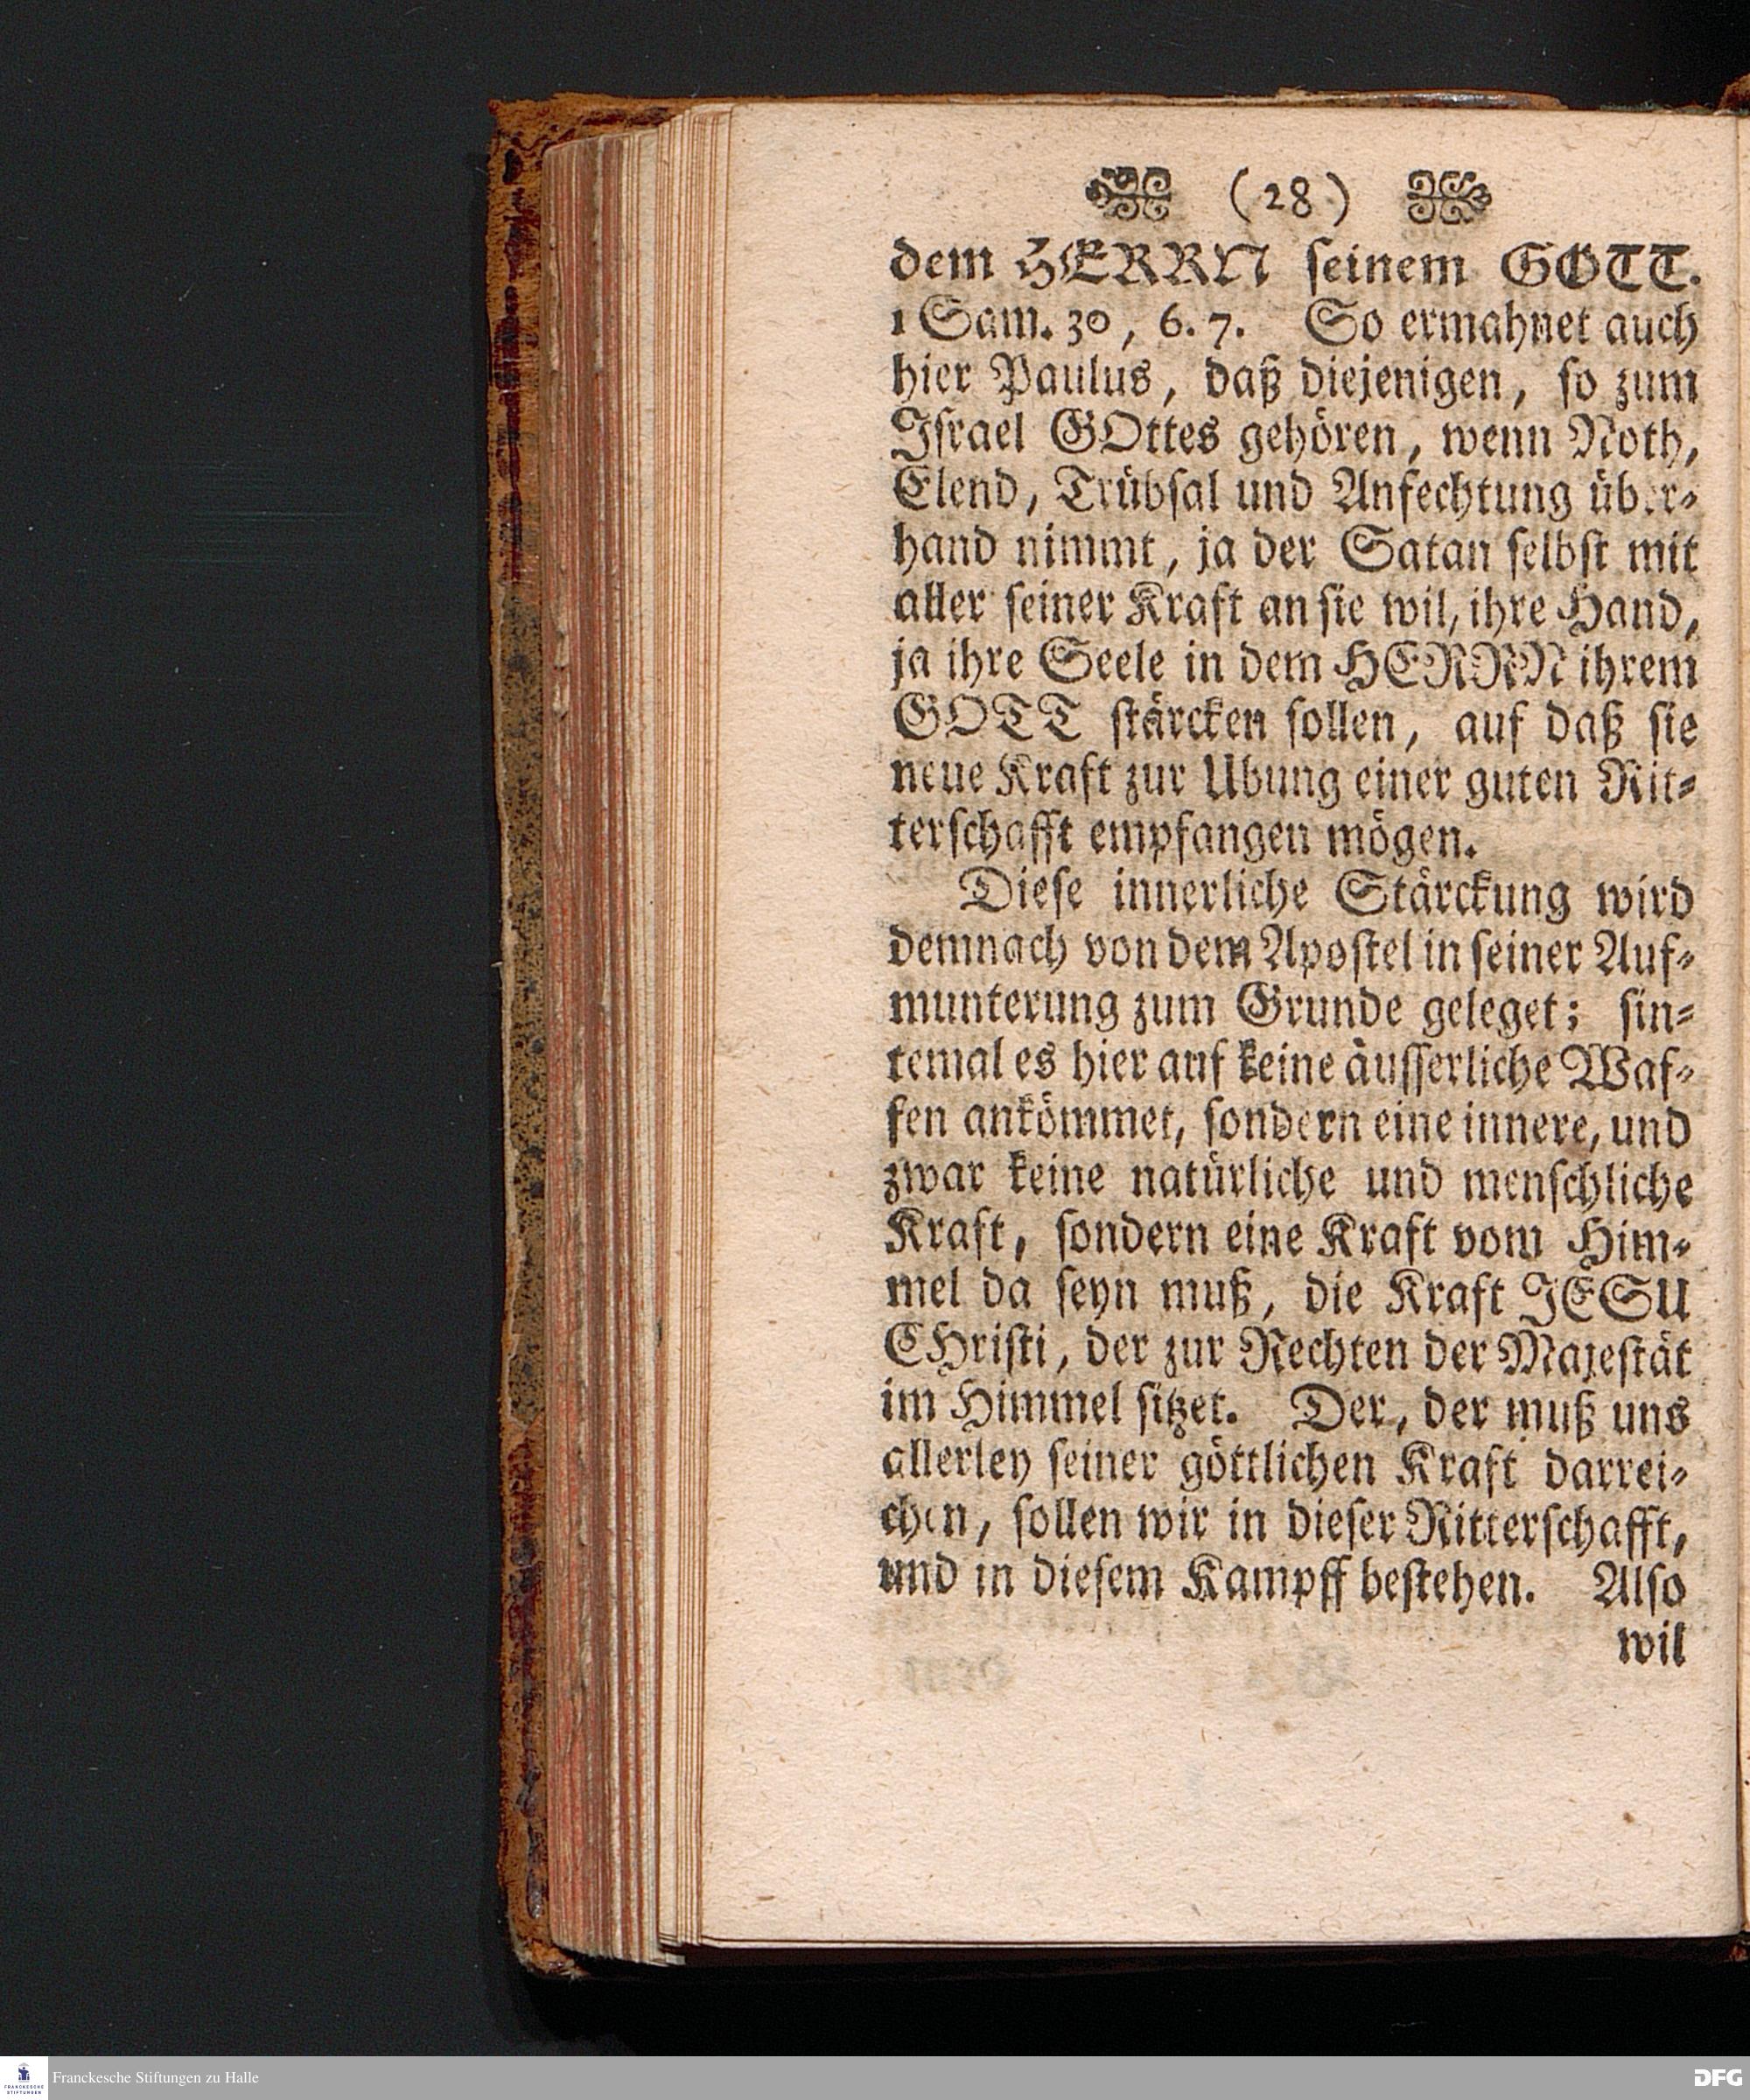 (28)
dem HERRN ſeinem GOTT.
1 Sam. 30, 6. 7. So ermahnet auch
hier Paulus, daß diejenigen, ſo zum
Iſrael GOttes gehören, wenn Noth,
Elend, Trübſal und Anfechtung über-
hand nimmt, ja der Satan ſelbſt mit
aller ſeiner Kraft an ſie wil, ihre Hand,
ja ihre Seele in dem HERRN ihrem
GOTT ſtärcken ſollen, auf daß ſie
neue Kraft zur Ubung einer guten Rit-
terſchafft empfangen mögen.
Dieſe innerliche Stärckung wird
demnach von dem Apoſtel in ſeiner Auf-
munterung zum Grunde geleget; ſin-
temal es hier auf keine äuſſerliche Waf-
fen ankömmet, ſondern eine innere, und
zwar keine natürliche und menſchliche
Kraft, ſondern eine Kraft vom Him-
mel da ſeyn muß, die Kraft JESU
CHriſti, der zur Rechten der Majeſtät
im Himmel ſitzet. Der, der muß uns
allerley ſeiner göttlichen Kraft darrei-
chen, ſollen wir in dieſer Ritterſchafft,
und in dieſem Kampff beſtehen. Alſo
wil
FRANCKESCHE
STIFTUNGEN
Franckesche Stiftungen zu Halle
DFG